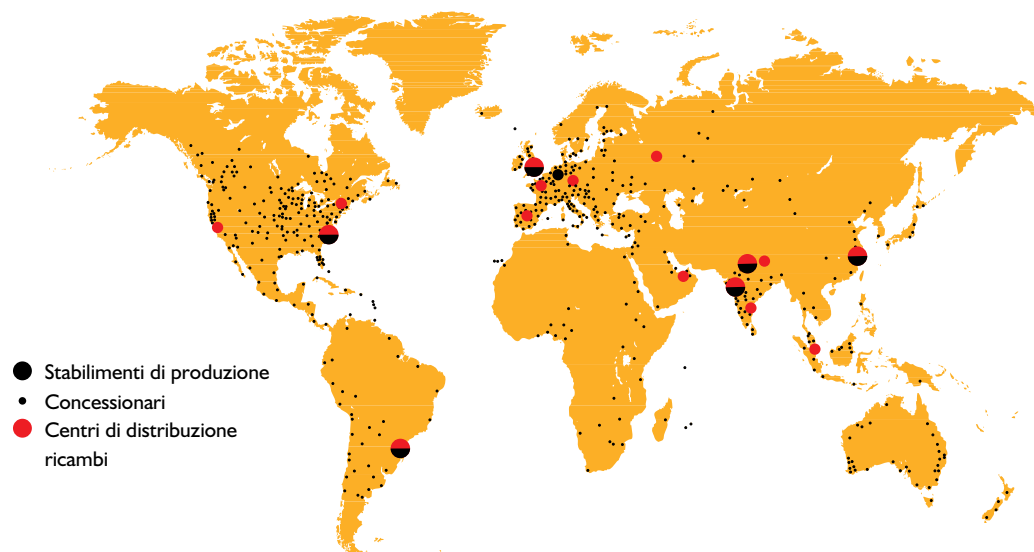 Stabilimenti di produzione
Concessionari
Centri di distribuzione
ricambi